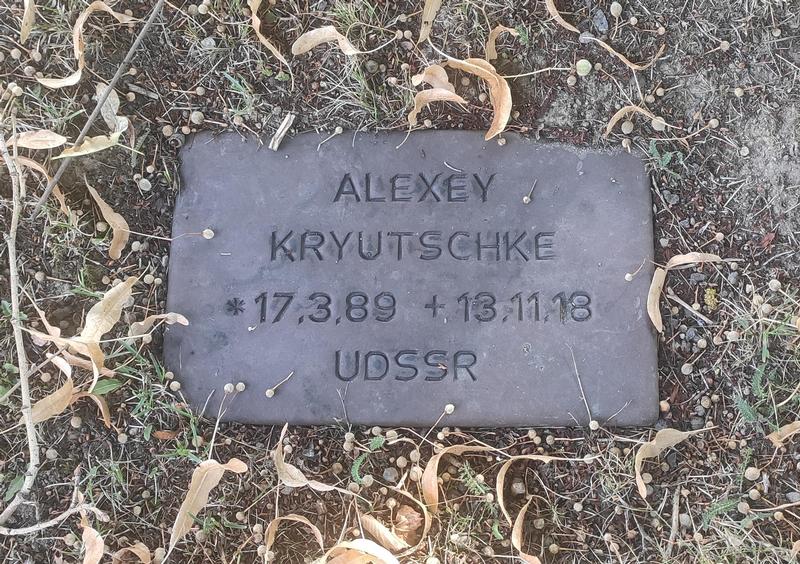 ALEXEY
KRYUTSCHKE
* 17.3.89 + 13.11.18
UDSSR